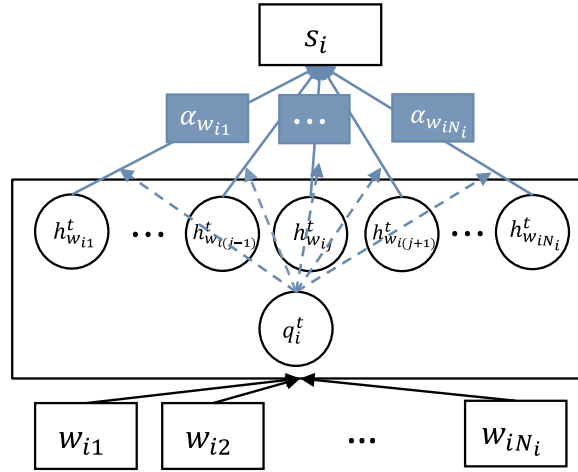 s_i
α_{w_{i1}} ... α_{w_{iN_i}}
h^t_{w_{i1}} ... h^t_{w_{i(j−1)}} h^t_{w_{ij}} h^t_{w_{i(j+1)}} ... h^t_{w_{iN_i}}
q_i^t
w_{i1} w_{i2} ... w_{iN_i}